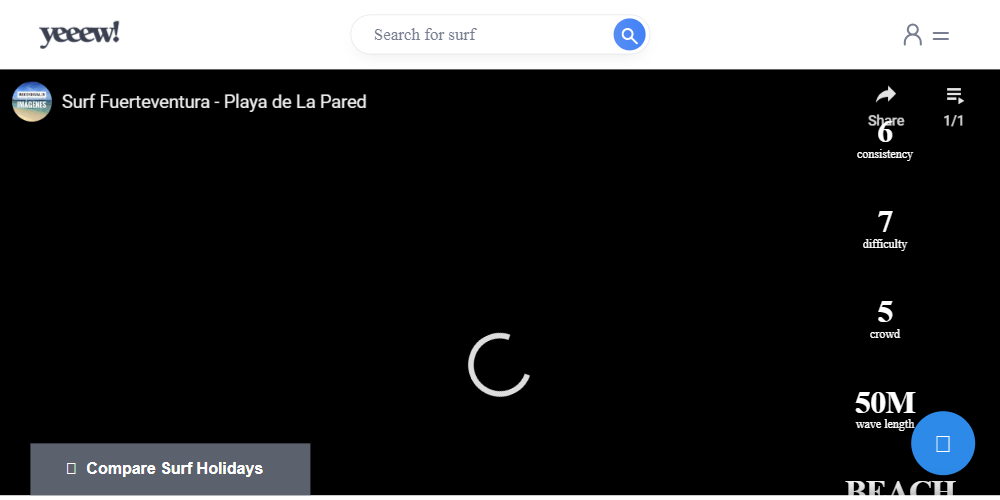 yeeew!
Search for surf
IMÁGENES
Surf Fuerteventura - Playa de La Pared
Share
1/1
6
consistency
7
difficulty
5
crowd
50M
wave length
Compare Surf Holidays
BEACH